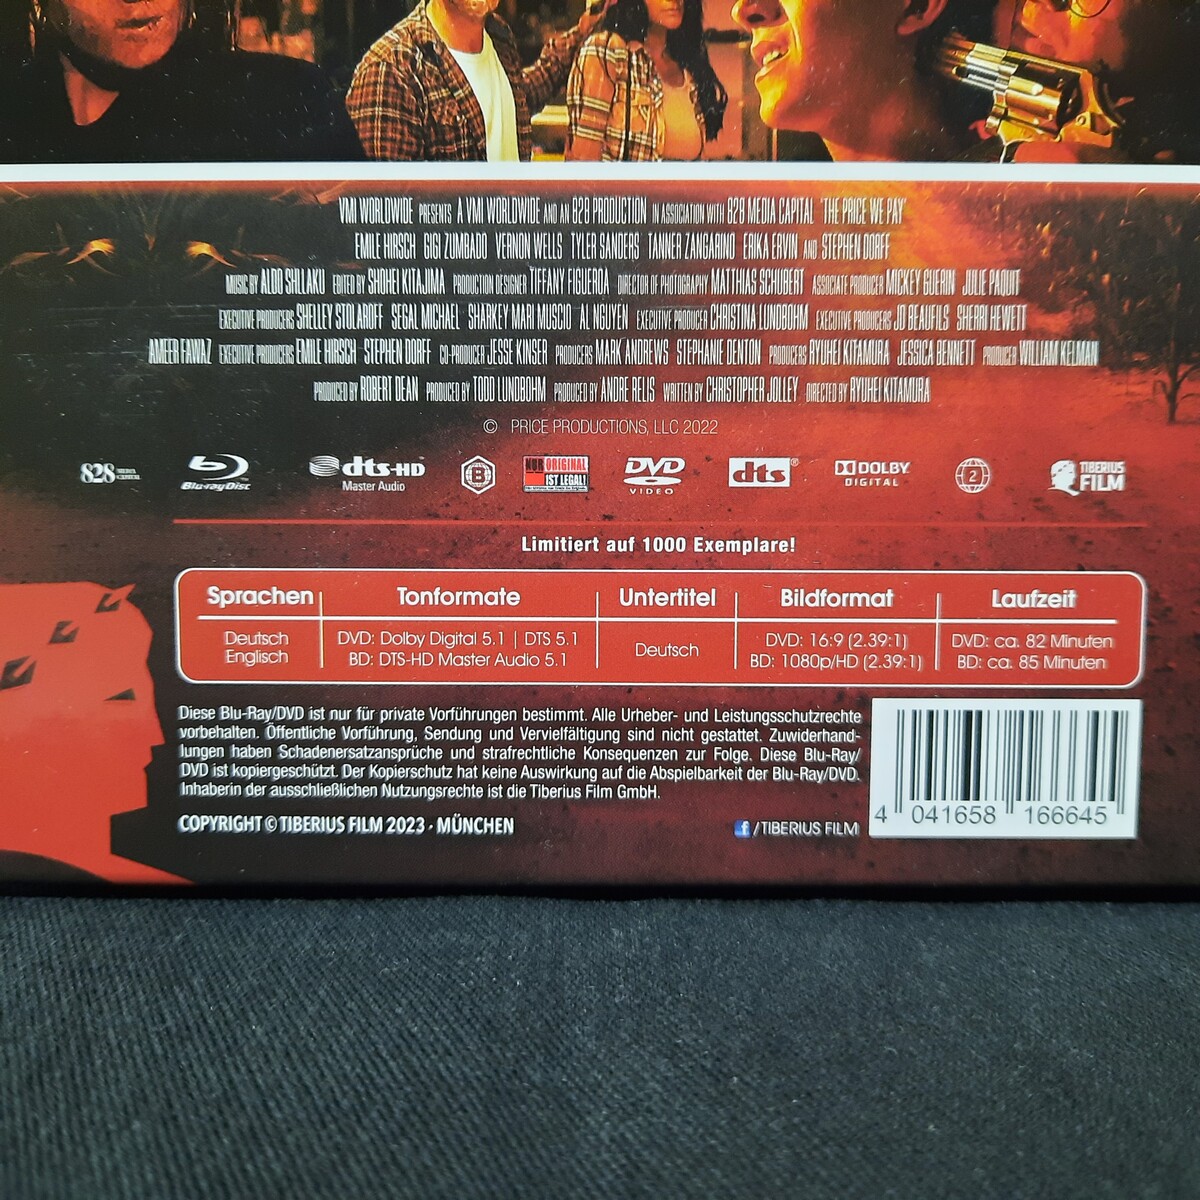 VMI WORLDWIDE PRESENTS A VMI WORLDWIDE AND AN 828 PRODUCTION IN ASSOCIATION WITH 828 MEDIA CAPITAL "THE PRICE WE PAY"
EMILE HIRSCH GIGI ZUMBADO VERNON WELLS TYLER SANDERS TANNER ZANGARINO ERIKA ERVIN AND STEPHEN DORFF
MUSIC BY ALDO SHLLAKU EDITED BY SHOHEI KITAJIMA PRODUCTION DESIGNER TIFFANY FIGUEROA DIRECTOR OF PHOTOGRAPHY MATTHIAS SCHUBERT ASSOCIATE PRODUCER MICKEY GUERIN JULIE PAQUIT
EXECUTIVE PRODUCERS SHELLEY STOLAROFF SEGAL MICHAEL SHARKEY MARI MUSCIO AL NGUYEN EXECUTIVE PRODUCER CHRISTINA LUNDBOHM EXECUTIVE PRODUCERS JD BEAUFILS SHERRI HEWETT
AMEER FAWAZ EXECUTIVE PRODUCERS EMILE HIRSCH STEPHEN DORFF CO-PRODUCER JESSE KINSER PRODUCERS MARK ANDREWS STEPHANIE DENTON PRODUCERS RYUHEI KITAMURA JESSICA BENNETT PRODUCER WILLIAM KELMAN
PRODUCED BY ROBERT DEAN PRODUCED BY TODD LUNDBOHM PRODUCED BY ANDRE RELIS WRITTEN BY CHRISTOPHER JOLLEY DIRECTED BY RYUHEI KITAMURA
© PRICE PRODUCTIONS, LLC 2022
828 MEDIA CAPITAL Blu-ray Disc dts-HD Master Audio B NUR ORIGINAL IST LEGAL! DVD VIDEO dts® DOLBY DIGITAL 2 TIBERIUS FILM
Limitiert auf 1000 Exemplare!
Sprachen Tonformate Untertitel Bildformat Laufzeit
Deutsch DVD: Dolby Digital 5.1 | DTS 5.1 Deutsch DVD: 16:9 (2.39:1) DVD: ca. 82 Minuten
Englisch BD: DTS-HD Master Audio 5.1 BD: 1080p/HD (2.39:1) BD: ca. 85 Minuten
Diese Blu-Ray/DVD ist nur für private Vorführungen bestimmt. Alle Urheber- und Leistungsschutzrechte
vorbehalten. Öffentliche Vorführung, Sendung und Vervielfältigung sind nicht gestattet. Zuwiderhand-
lungen haben Schadenersatzansprüche und strafrechtliche Konsequenzen zur Folge. Diese Blu-Ray/
DVD ist kopiergeschützt. Der Kopierschutz hat keine Auswirkung auf die Abspielbarkeit der Blu-Ray/DVD.
Inhaberin der ausschließlichen Nutzungsrechte ist die Tiberius Film GmbH.
COPYRIGHT © TIBERIUS FILM 2023 · MÜNCHEN
f /TIBERIUS FILM
4 041658 166645